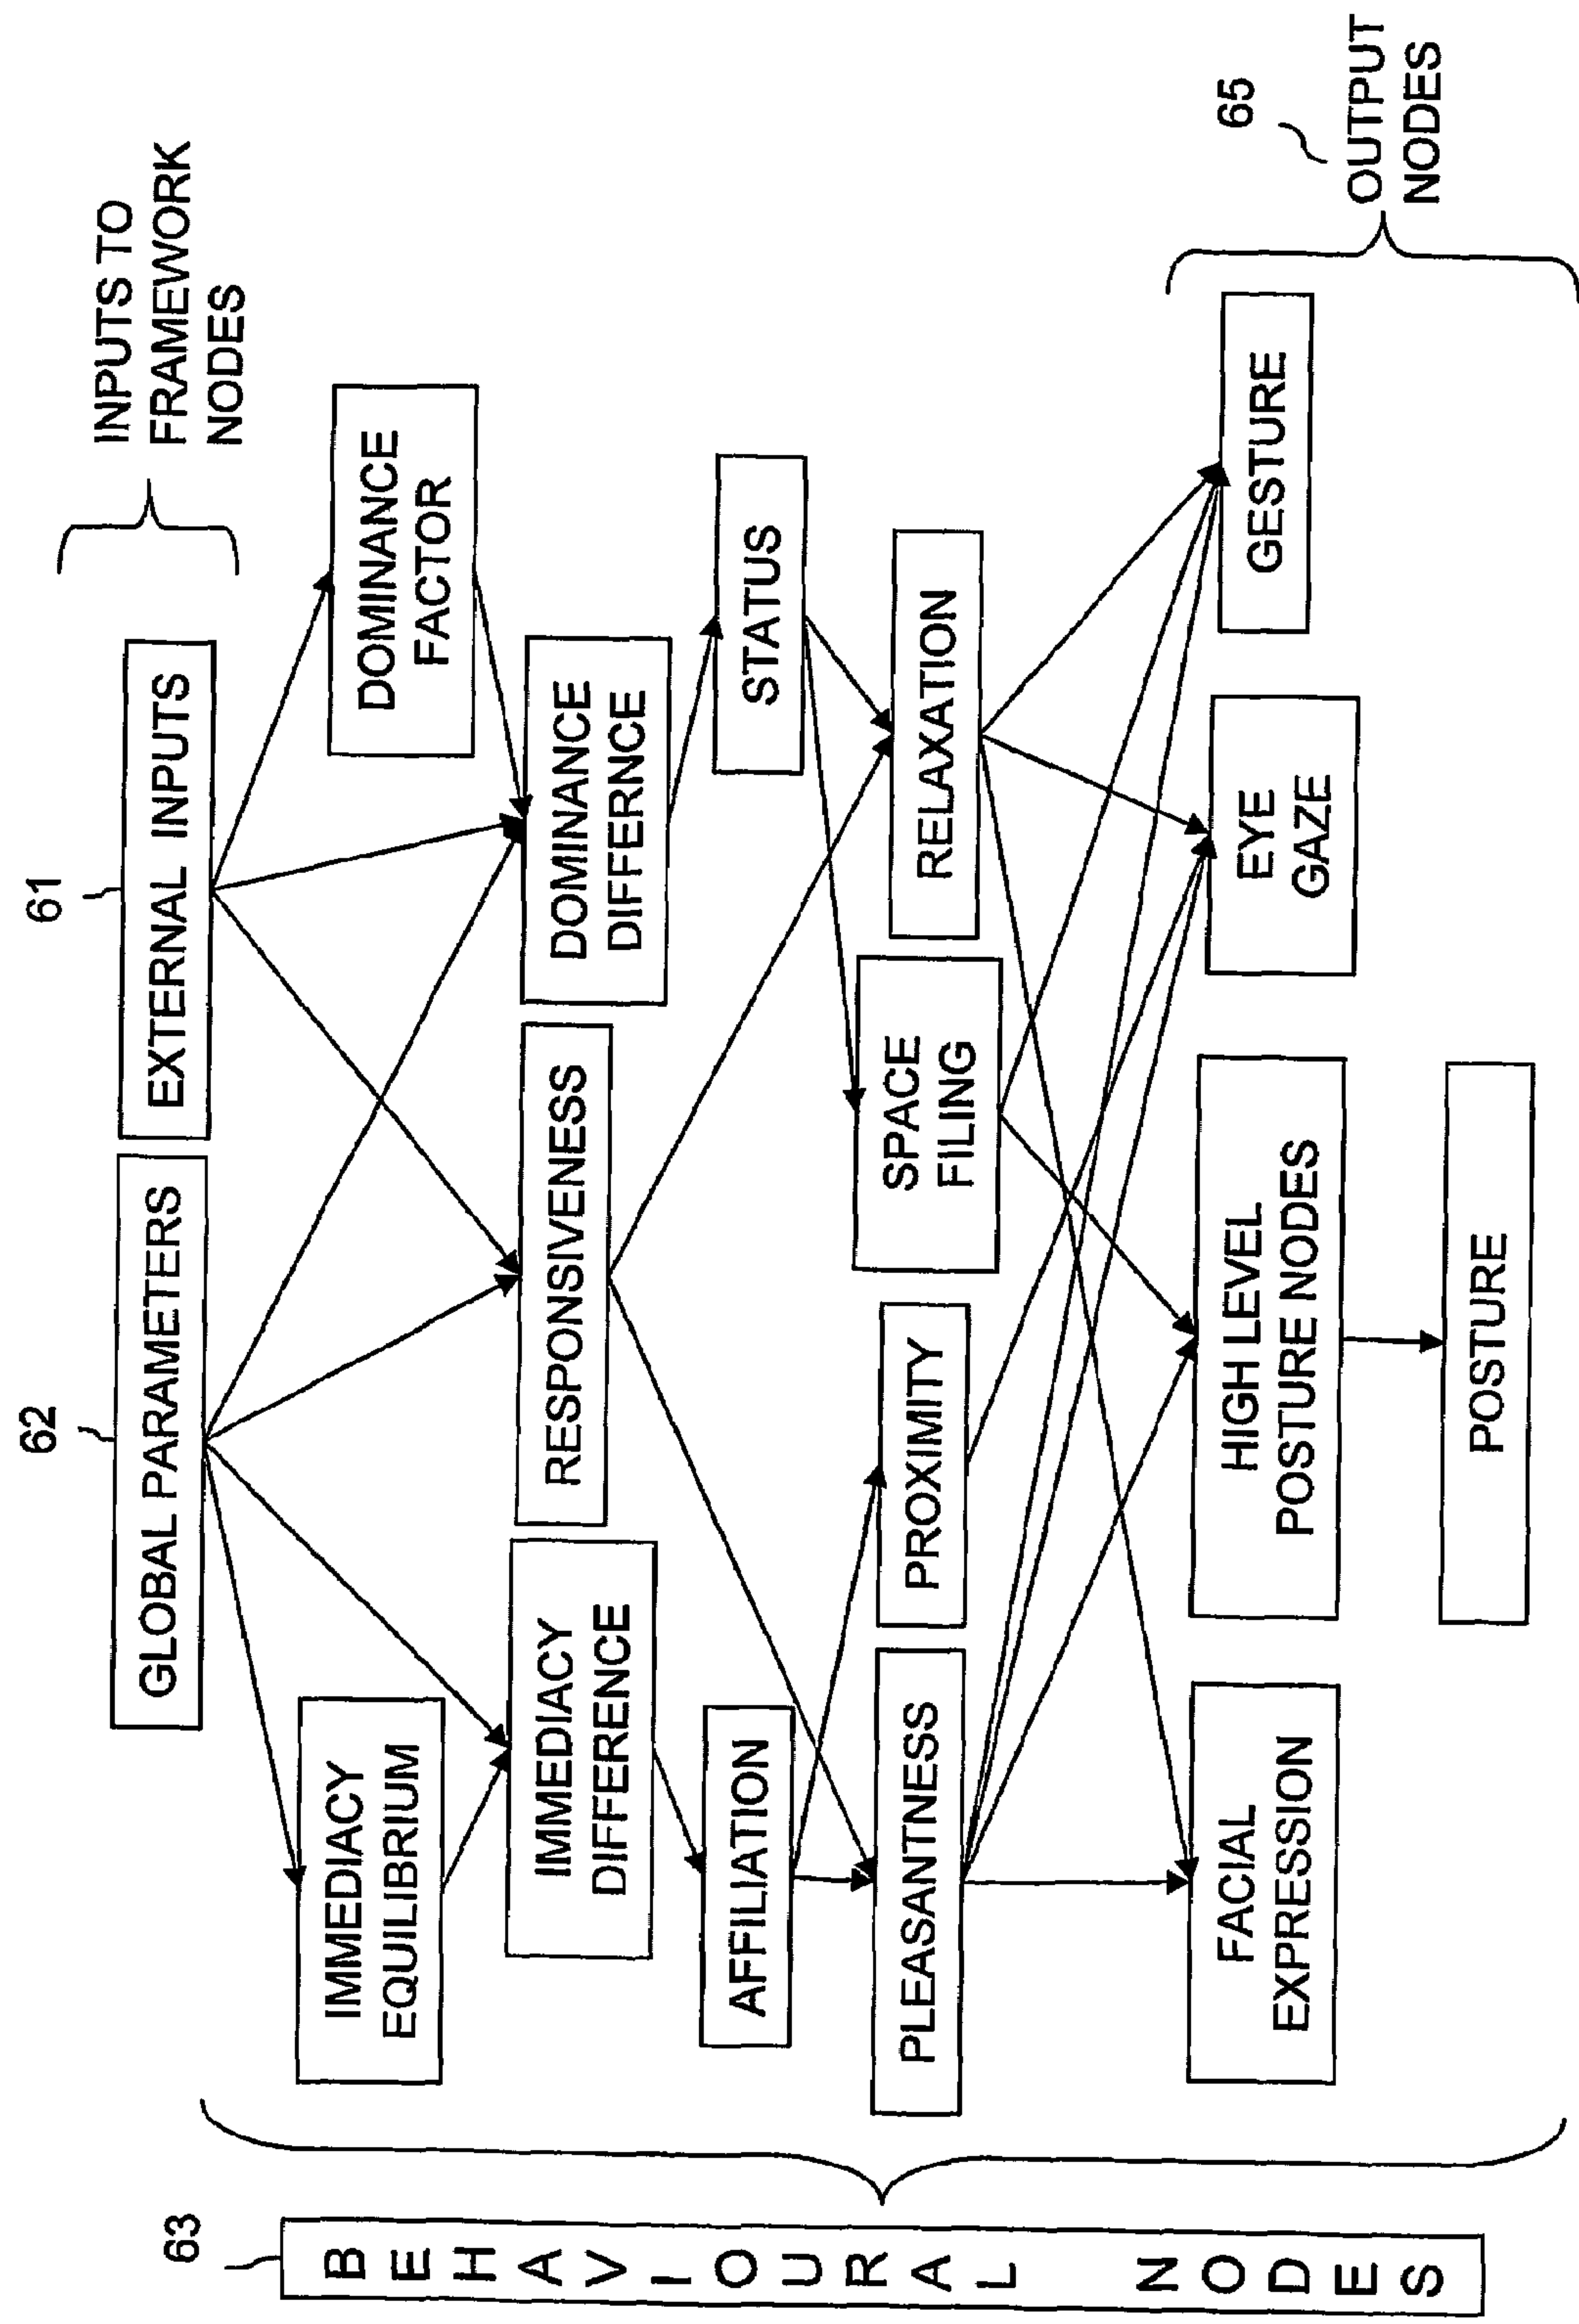 INPUTS TO
FRAMEWORK
NODES
62
61
GLOBAL PARAMETERS
EXTERNAL INPUTS
IMMEDIACY
EQUILIBRIUM
DOMINANCE
FACTOR
IMMEDIACY
DIFFERENCE
RESPONSIVENESS
DOMINANCE
DIFFERNCE
AFFILIATION
STATUS
PLEASANTNESS
PROXIMITY
SPACE
FILING
RELAXATION
FACIAL
EXPRESSION
HIGH LEVEL
POSTURE NODES
EYE
GAZE
GESTURE
POSTURE
65
OUTPUT
NODES
63
BEHAVIOURAL NODES